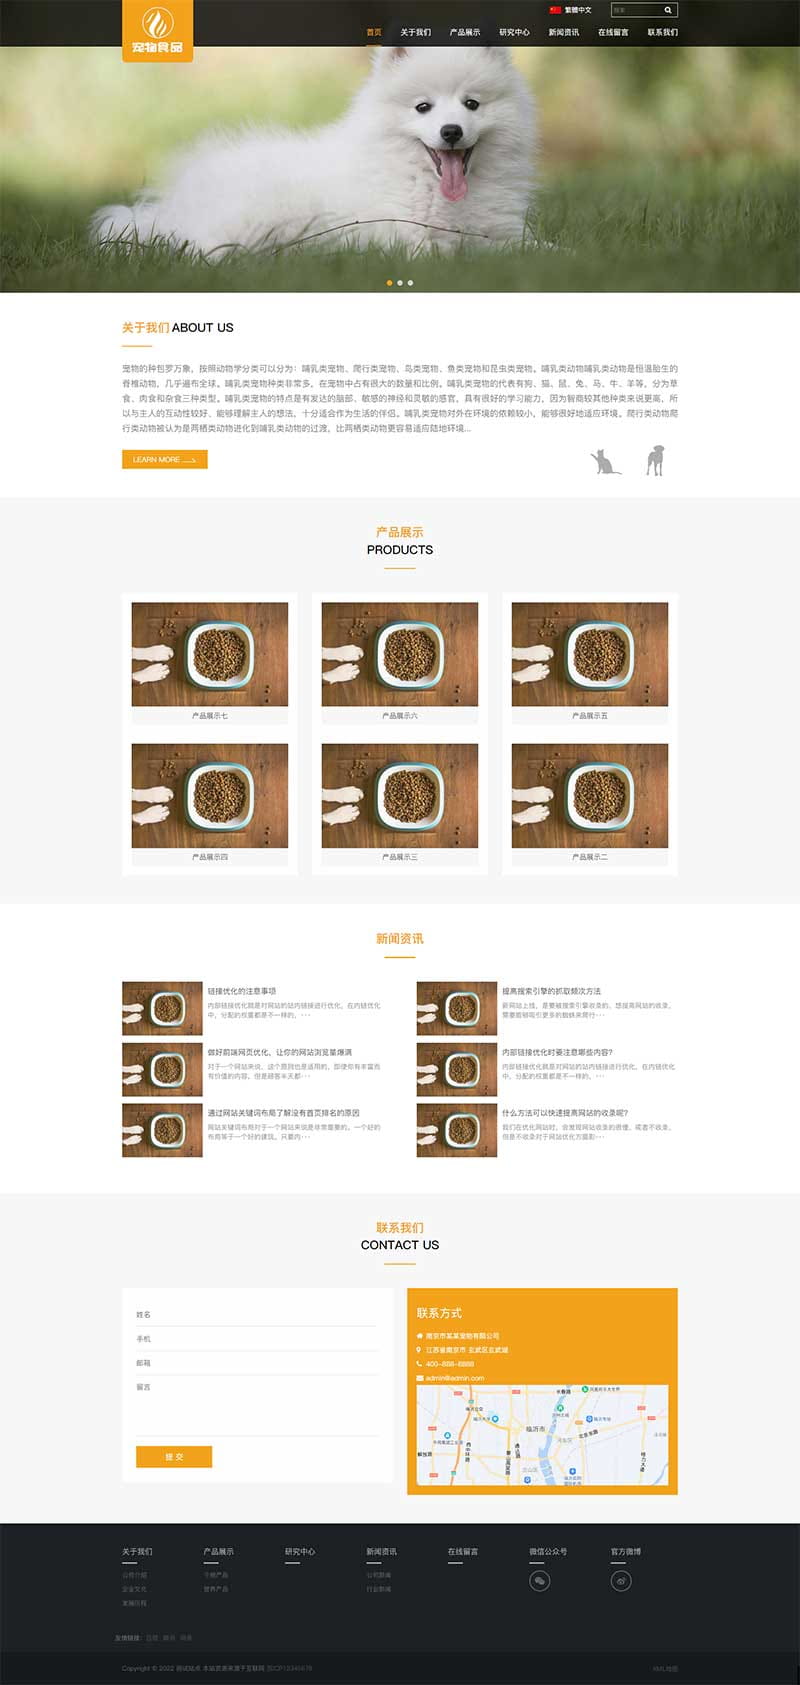 繁體中文
搜索
宠物食品
首页 关于我们 产品展示 研究中心 新闻资讯 在线留言 联系我们
关于我们 ABOUT US
宠物的种包罗万象，按照动物学分类可以分为：哺乳类宠物、爬行类宠物、鸟类宠物、鱼类宠物和昆虫类宠物。哺乳类动物哺乳类动物是恒温胎生的
脊椎动物，几乎遍布全球。哺乳类宠物种类非常多，在宠物中占有很大的数量和比例。哺乳类宠物的代表有狗、猫、鼠、兔、马、牛、羊等，分为草
食、肉食和杂食三种类型。哺乳类宠物的特点是有发达的脑部、敏感的神经和灵敏的感官，具有很好的学习能力，因为智商较其他种类来说更高，所
以与主人的互动性较好、能够理解主人的想法，十分适合作为生活的伴侣。哺乳类宠物对外在环境的依赖较小，能够很好地适应环境。爬行类动物爬
行类动物被认为是两栖类动物进化到哺乳类动物的过渡，比两栖类动物更容易适应陆地环境...
LEARN MORE
产品展示
PRODUCTS
产品展示七 产品展示六 产品展示五
产品展示四 产品展示三 产品展示二
新闻资讯
链接优化的注意事项
内部链接优化就是对网站的站内链接进行优化，在内链优化
中，分配的权重都是不一样的，···
提高搜索引擎的抓取频次方法
新网站上线，是要被搜索引擎收录的、想提高网站的收录，
需要能够吸引更多的蜘蛛来爬行···
做好前端网页优化，让你的网站浏览量爆满
对于一个网站来说，这个原则也是适用的，即使你有丰富而
有价值的内容，但是顾客半天都···
内部链接优化时要注意哪些内容?
内部链接优化就是对网站的站内链接进行优化，在内链优化
中，分配的权重都是不一样的，···
通过网站关键词布局了解没有首页排名的原因
网站关键词布局对于一个网站来说是非常重要的。一个好的
布局等于一个好的建筑。只要内···
什么方法可以快速提高网站的收录呢?
我们在优化网站时，会发现网站收录的很慢，或者不收录，
但是不收录对于网站优化方面影···
联系我们
CONTACT US
姓名
手机
邮箱
留言
提 交
联系方式
南京市某某宠物有限公司
江苏省南京市 玄武区玄武湖
400-888-8888
admin@admin.com
临沂市
关于我们 产品展示 研究中心 新闻资讯 在线留言 微信公众号 官方微博
公司介绍 干粮产品 公司新闻
企业文化 营养产品 行业新闻
发展历程
友情链接：百度 腾讯 网易
Copyright © 2022 测试站点 本站资源来源于互联网 苏ICP12345678
XML地图